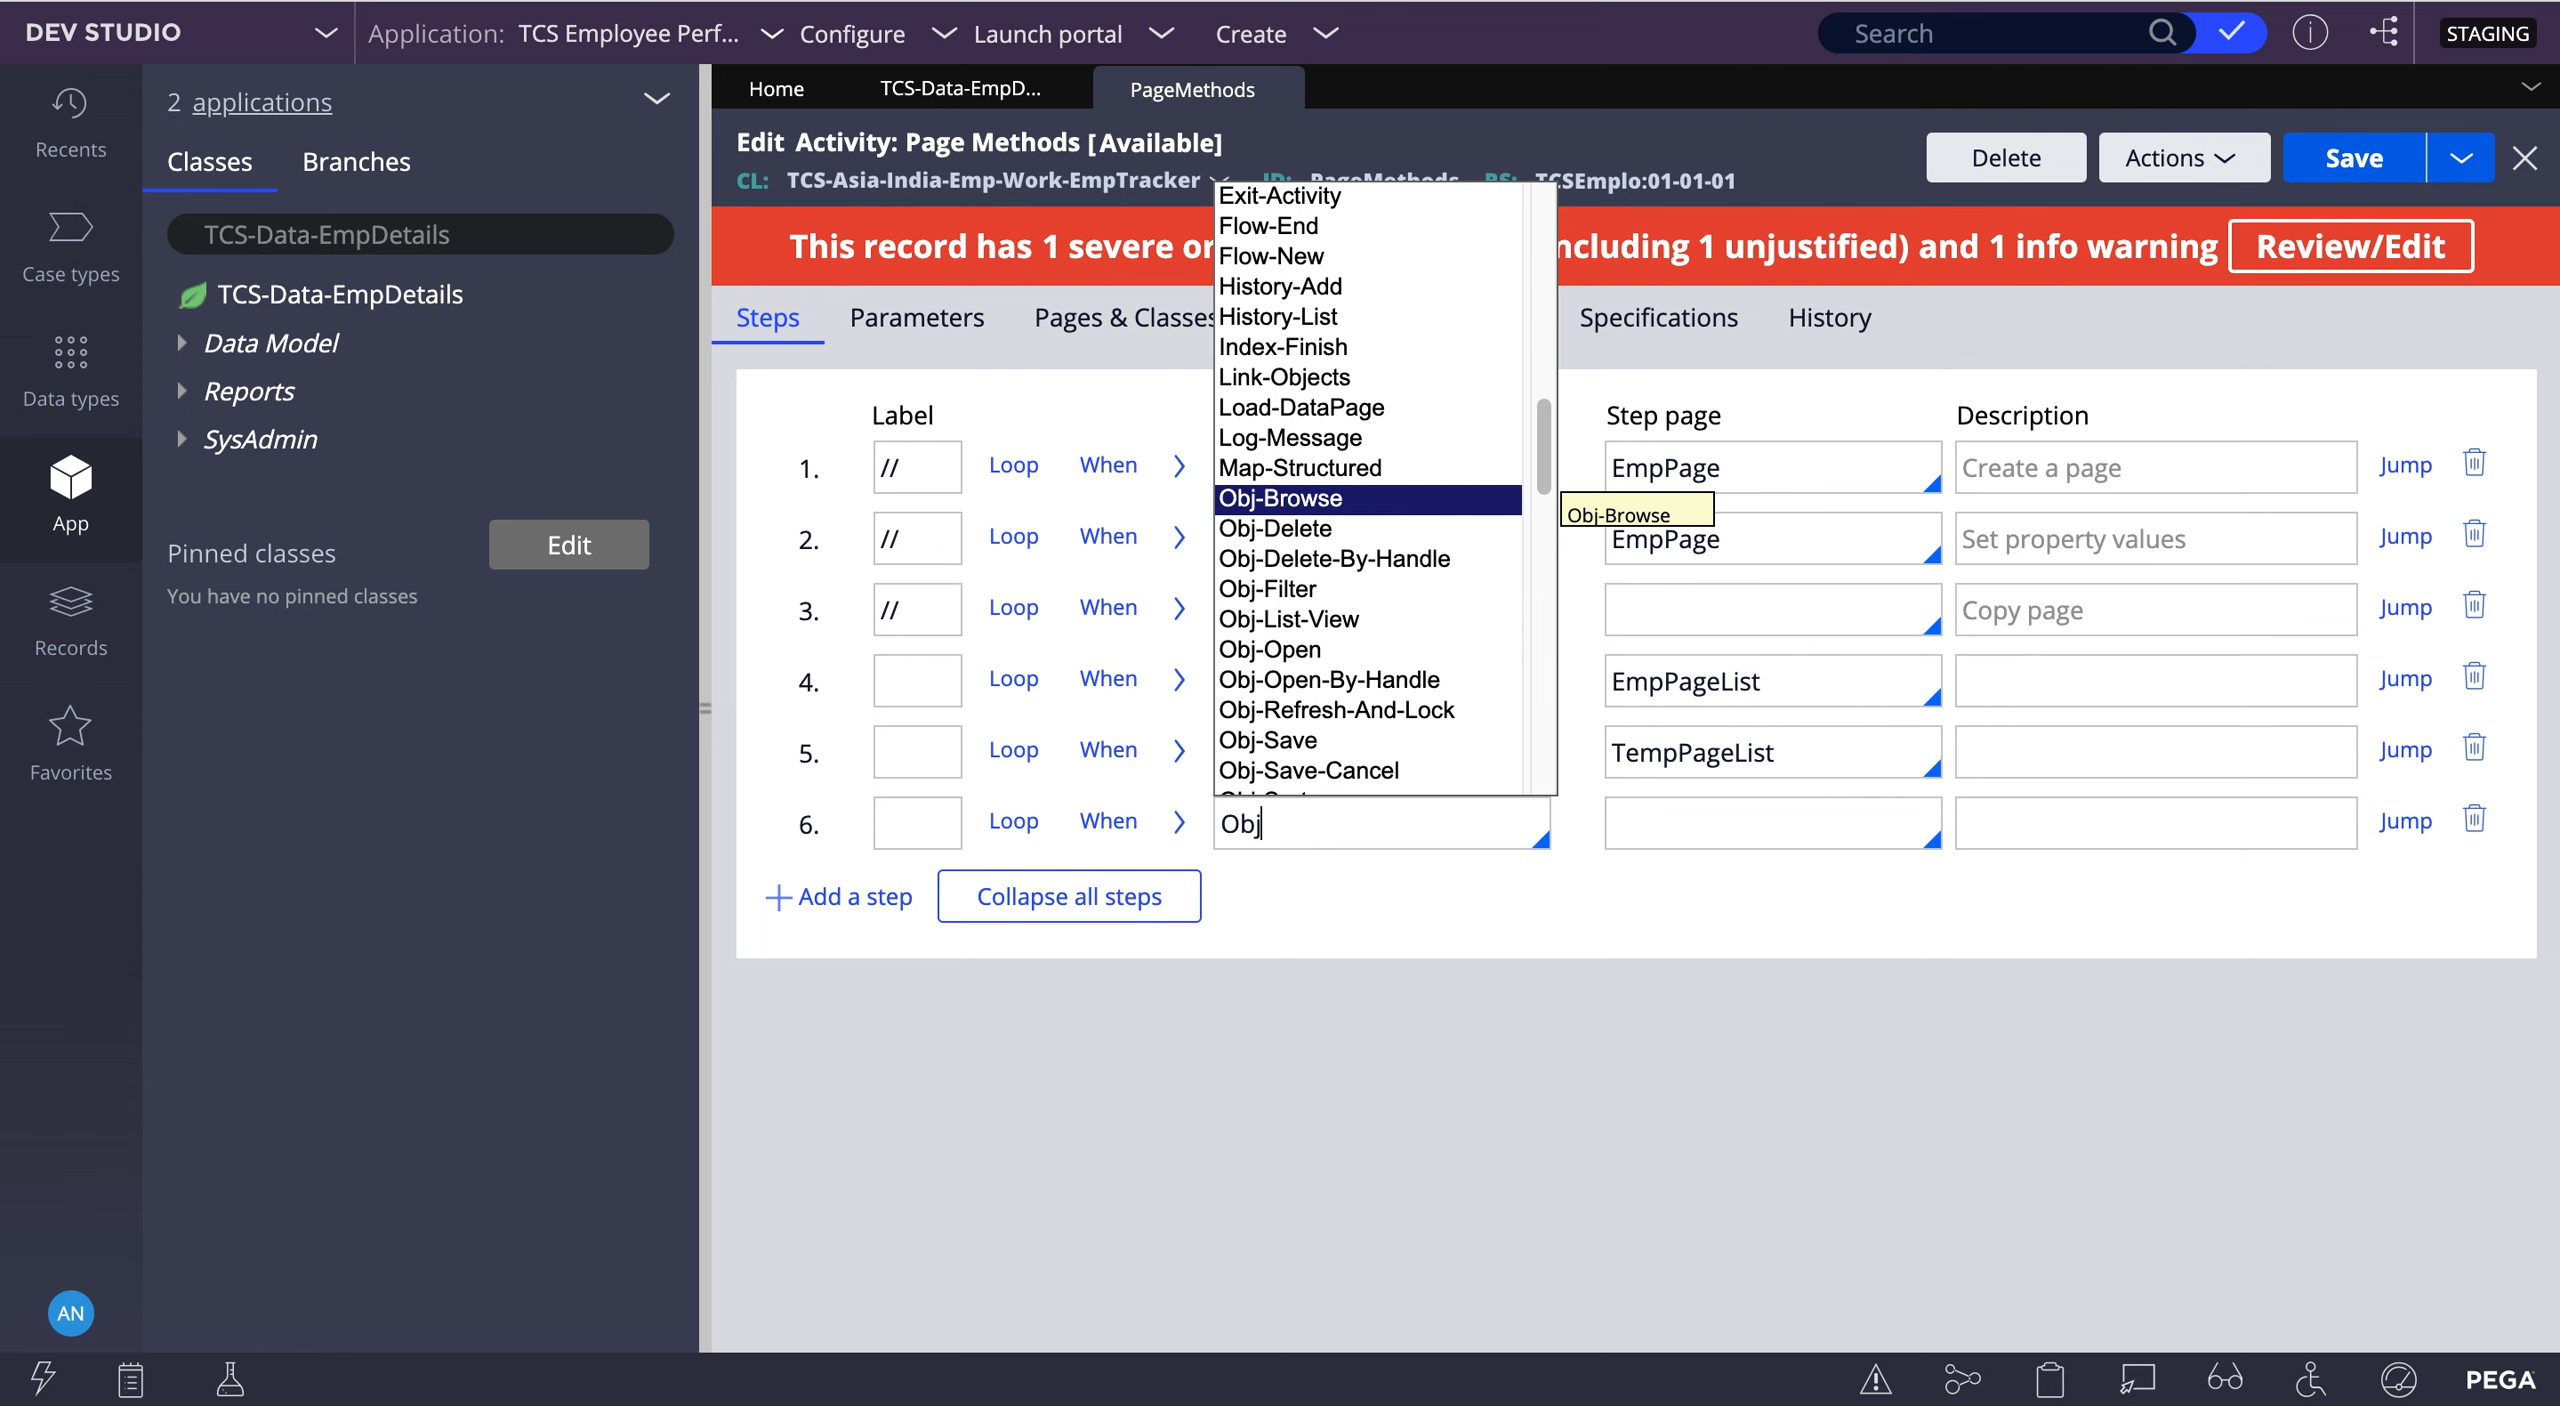 DEV STUDIO
Application: TCS Employee Perf...
Configure
Launch portal
Create
Search
STAGING
Recents
Case types
Data types
App
Records
Favorites
AN
2 applications
Classes
Branches
TCS-Data-EmpDetails
TCS-Data-EmpDetails
Data Model
Reports
SysAdmin
Pinned classes
Edit
You have no pinned classes
Home
TCS-Data-EmpD...
PageMethods
Edit Activity: Page Methods [Available]
CL: TCS-Asia-India-Emp-Work-EmpTracker ID: PageMethods RS: TCSEmplo:01-01-01
Delete
Actions
Save
This record has 1 severe or
ncluding 1 unjustified) and 1 info warning
Review/Edit
Steps
Parameters
Pages & Classes
Specifications
History
Label
Step page
Description
1. // Loop When EmpPage Create a page Jump
2. // Loop When EmpPage Set property values Jump
3. // Loop When Copy page Jump
4. Loop When EmpPageList Jump
5. Loop When TempPageList Jump
6. Loop When Obj Jump
Exit-Activity
Flow-End
Flow-New
History-Add
History-List
Index-Finish
Link-Objects
Load-DataPage
Log-Message
Map-Structured
Obj-Browse
Obj-Delete
Obj-Delete-By-Handle
Obj-Filter
Obj-List-View
Obj-Open
Obj-Open-By-Handle
Obj-Refresh-And-Lock
Obj-Save
Obj-Save-Cancel
Obj-Browse
Add a step
Collapse all steps
PEGA